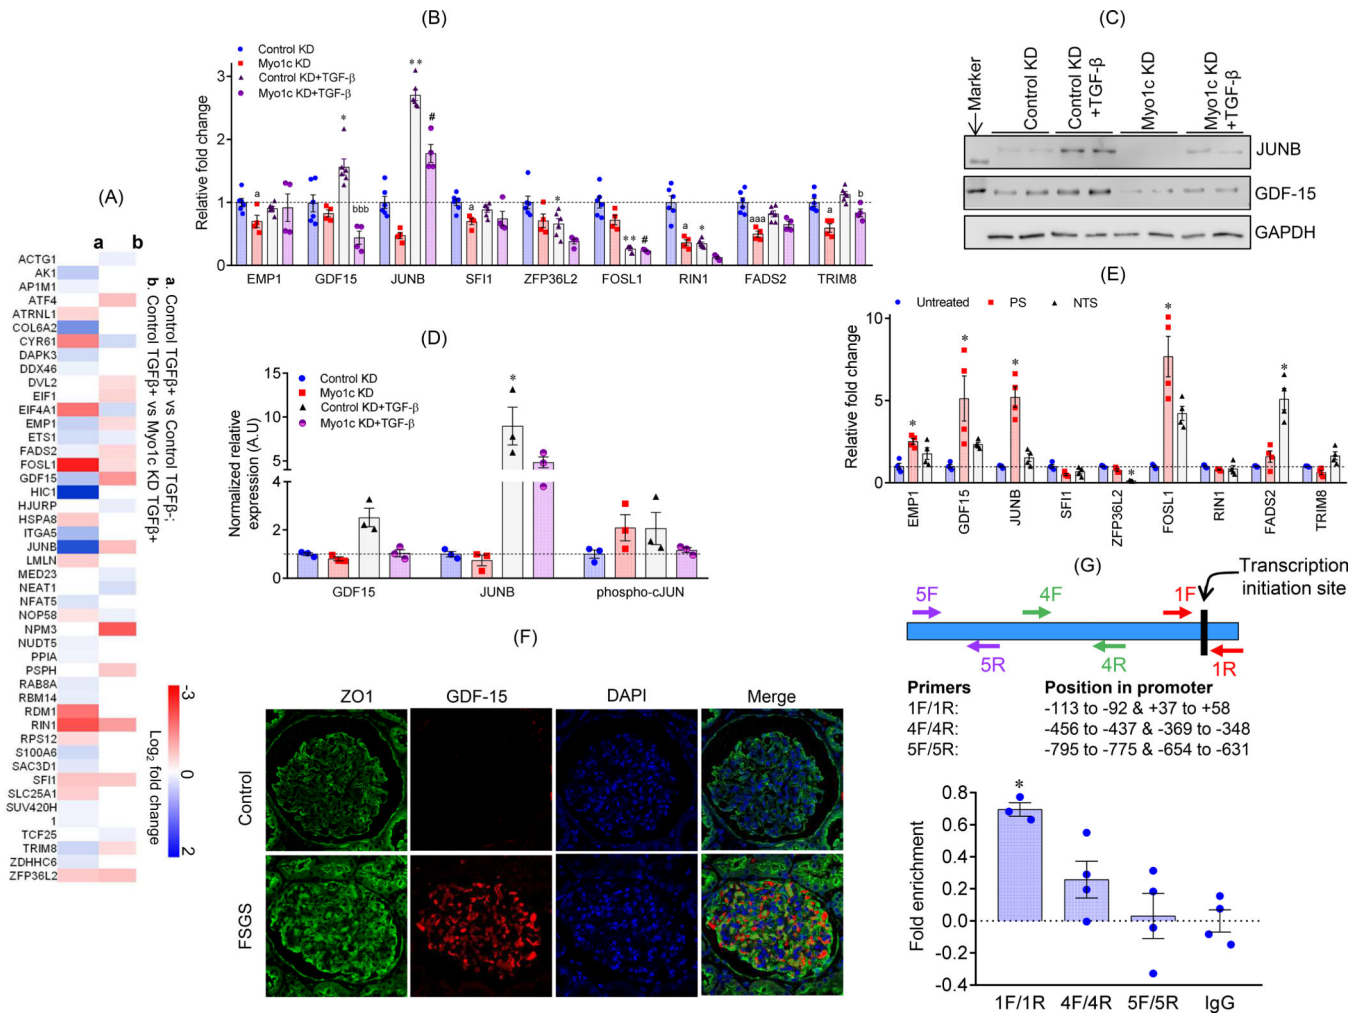 (A)
a b
a. Control TGFβ+ vs Control TGFβ-;
b. Control TGFβ+ vs Myo1c KD TGFβ+
ACTG1
AK1
AP1M1
ATF4
ATRNL1
COL6A2
CYR61
DAPK3
DDX46
DVL2
EIF1
EIF4A1
EMP1
ETS1
FADS2
FOSL1
GDF15
HIC1
HJURP
HSPA8
ITGA5
JUNB
LMLN
MED23
NEAT1
NFAT5
NOP58
NPM3
NUDT5
PPIA
PSPH
RAB8A
RBM14
RDM1
RIN1
RPS12
S100A6
SAC3D1
SFI1
SLC25A1
SUV420H
1
TCF25
TRIM8
ZDHHC6
ZFP36L2
-3
0
2
Log2 fold change
(B)
Control KD
Myo1c KD
Control KD+TGF-β
Myo1c KD+TGF-β
Relative fold change
3
2
1
0
a * bbb ** # a * ** # a * aaa a b
EMP1 GDF15 JUNB SFI1 ZFP36L2 FOSL1 RIN1 FADS2 TRIM8
(C)
Marker
Control KD
Control KD
+TGF-β
Myo1c KD
Myo1c KD
+TGF-β
JUNB
GDF-15
GAPDH
(D)
Control KD
Myo1c KD
Control KD+TGF-β
Myo1c KD+TGF-β
Normalized relative
expression (A.U)
15
10
5
4
2
0
*
GDF15 JUNB phospho-cJUN
(E)
Untreated PS NTS
Relative fold change
10
5
0
* * * * * *
EMP1
GDF15
JUNB
SFI1
ZFP36L2
FOSL1
RIN1
FADS2
TRIM8
(F)
ZO1 GDF-15 DAPI Merge
Control
FSGS
(G)
Transcription
initiation site
5F 4F 1F
5R 4R 1R
Primers Position in promoter
1F/1R: -113 to -92 & +37 to +58
4F/4R: -456 to -437 & -369 to -348
5F/5R: -795 to -775 & -654 to -631
Fold enrichment
0.8
0.6
0.4
0.2
0.0
-0.4
*
1F/1R 4F/4R 5F/5R IgG